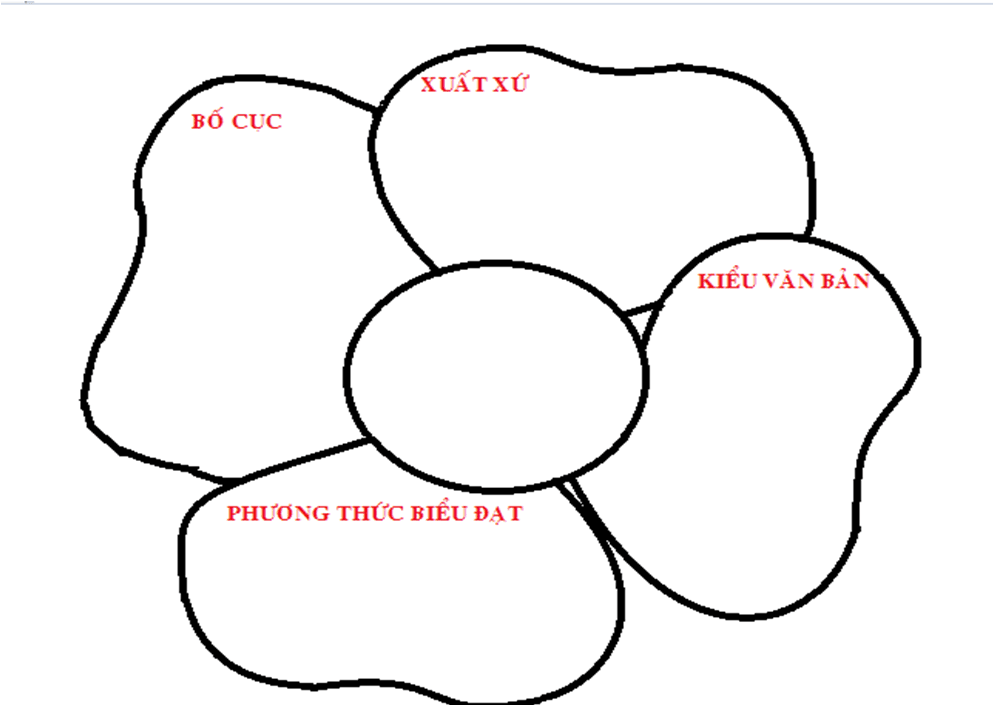 XUẤT XỨ
BỐ CỤC
KIỂU VĂN BẢN
PHƯƠNG THỨC BIỂU ĐẠT